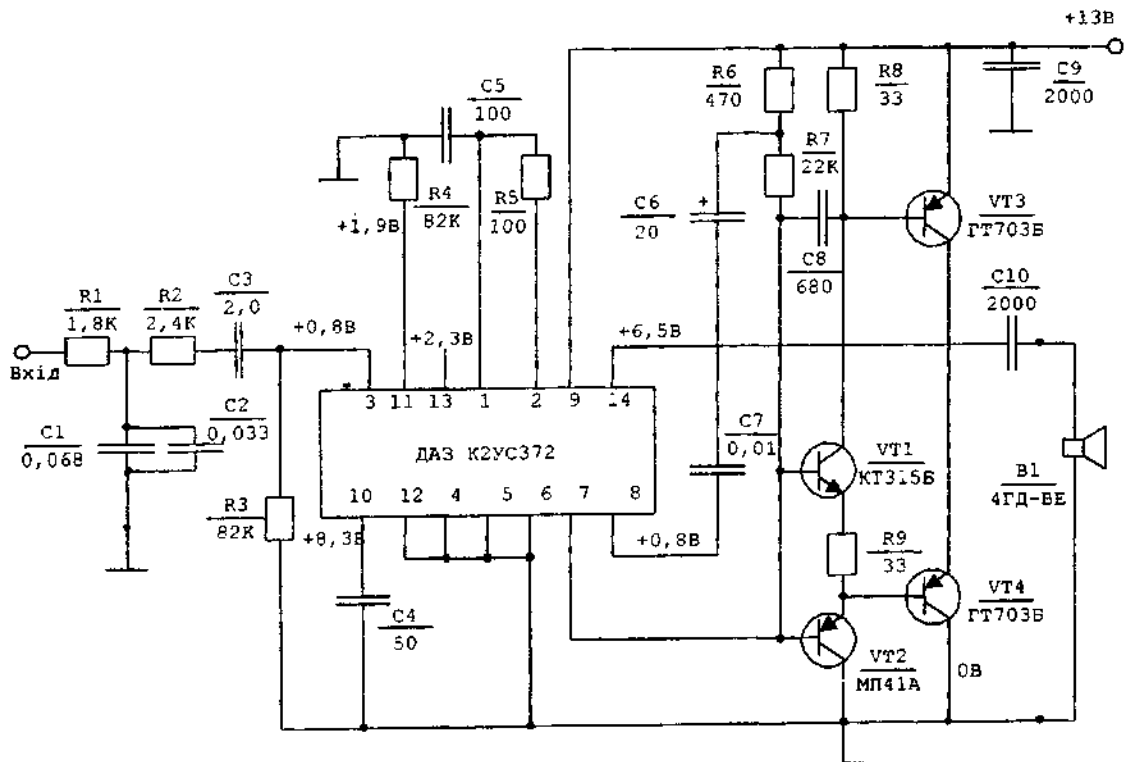 +13В
C5
100
R6
470
R8
33
C9
2000
R7
22К
R4
82К
R5
100
+1,9В
C6
20
+
VT3
ГТ703Б
C8
680
C3
2,0
R1
1,8К
R2
2,4К
+0,8В
+2,3В
+6,5В
C10
2000
Вхід
3 11 13 1 2 9 14
C1
0,068
C2
0,033
ДАЗ К2УС372
C7
0,01
VT1
КТ315Б
B1
4ГД-ВЕ
10 12 4 5 6 7 8
R3
82К
+8,3В
+0,8В
R9
33
VT4
ГТ703Б
C4
50
VT2
МП41А
0В